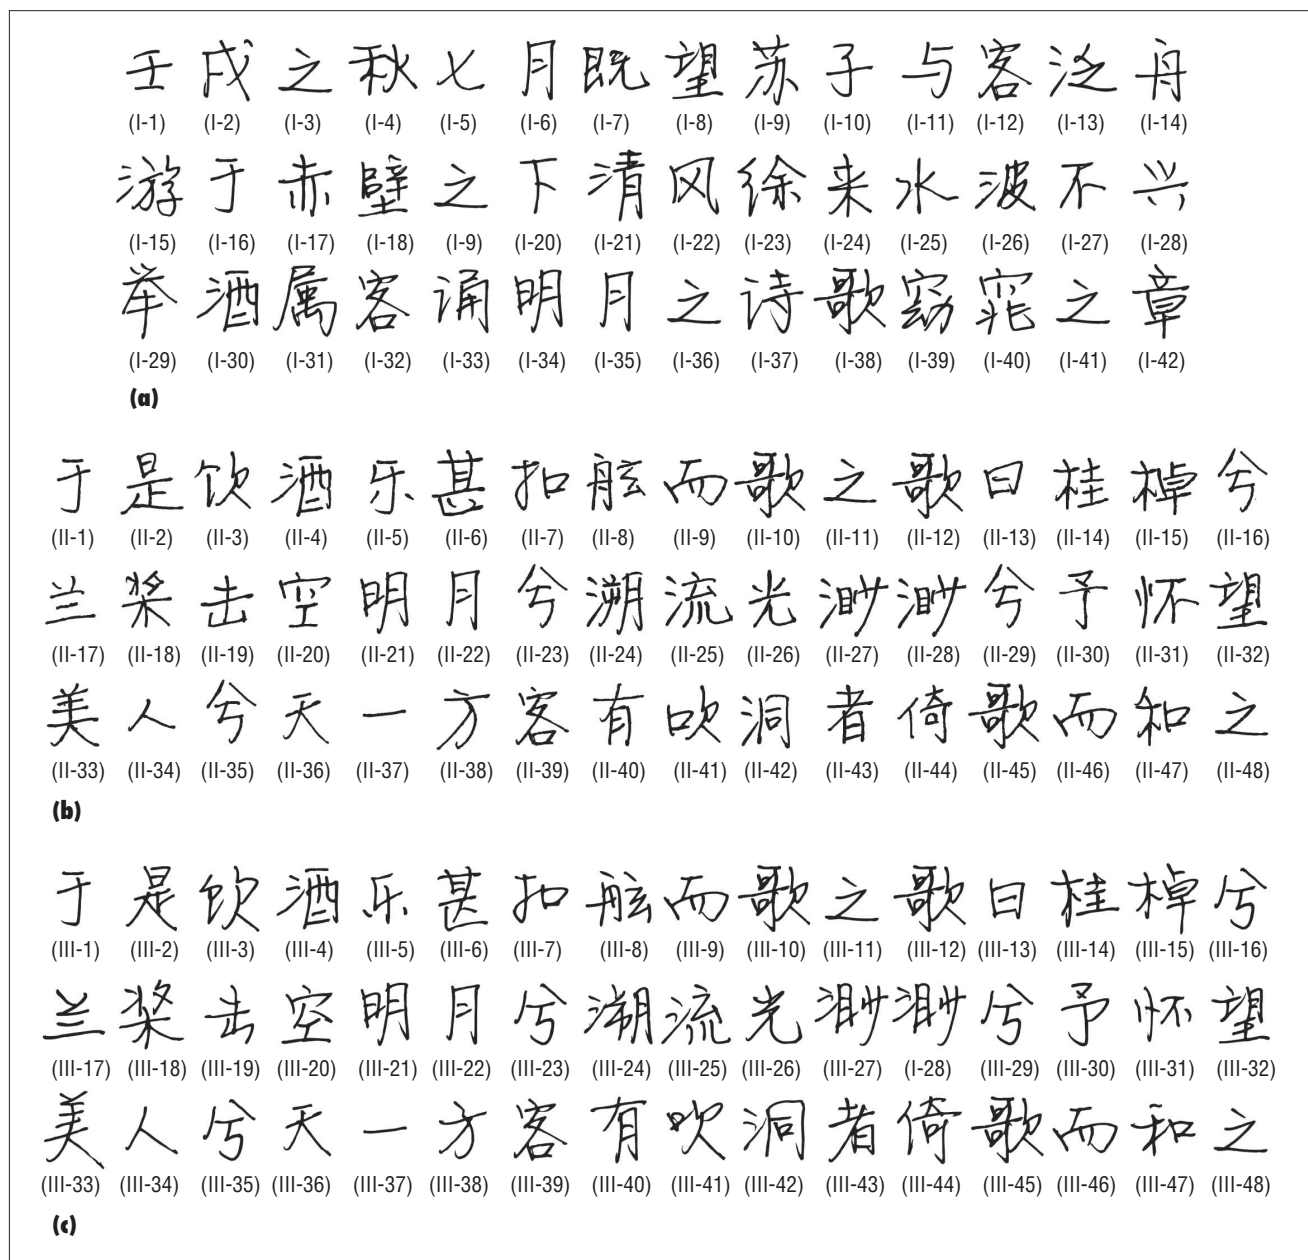 壬戌之秋七月既望苏子与客泛舟
(I-1) (I-2) (I-3) (I-4) (I-5) (I-6) (I-7) (I-8) (I-9) (I-10) (I-11) (I-12) (I-13) (I-14)
游于赤壁之下清风徐来水波不兴
(I-15) (I-16) (I-17) (I-18) (I-9) (I-20) (I-21) (I-22) (I-23) (I-24) (I-25) (I-26) (I-27) (I-28)
举酒属客诵明月之诗歌窈窕之章
(I-29) (I-30) (I-31) (I-32) (I-33) (I-34) (I-35) (I-36) (I-37) (I-38) (I-39) (I-40) (I-41) (I-42)
(a)
于是饮酒乐甚扣舷而歌之歌曰桂棹兮
(II-1) (II-2) (II-3) (II-4) (II-5) (II-6) (II-7) (II-8) (II-9) (II-10) (II-11) (II-12) (II-13) (II-14) (II-15) (II-16)
兰桨击空明月兮溯流光渺渺兮予怀望
(II-17) (II-18) (II-19) (II-20) (II-21) (II-22) (II-23) (II-24) (II-25) (II-26) (II-27) (II-28) (II-29) (II-30) (II-31) (II-32)
美人兮天一方客有吹洞者倚歌而和之
(II-33) (II-34) (II-35) (II-36) (II-37) (II-38) (II-39) (II-40) (II-41) (II-42) (II-43) (II-44) (II-45) (II-46) (II-47) (II-48)
(b)
于是饮酒乐甚扣舷而歌之歌曰桂棹兮
(III-1) (III-2) (III-3) (III-4) (III-5) (III-6) (III-7) (III-8) (III-9) (III-10) (III-11) (III-12) (III-13) (III-14) (III-15) (III-16)
兰桨击空明月兮溯流光渺渺兮予怀望
(III-17) (III-18) (III-19) (III-20) (III-21) (III-22) (III-23) (III-24) (III-25) (III-26) (III-27) (I-28) (III-29) (III-30) (III-31) (III-32)
美人兮天一方客有吹洞者倚歌而和之
(III-33) (III-34) (III-35) (III-36) (III-37) (III-38) (III-39) (III-40) (III-41) (III-42) (III-43) (III-44) (III-45) (III-46) (III-47) (III-48)
(c)